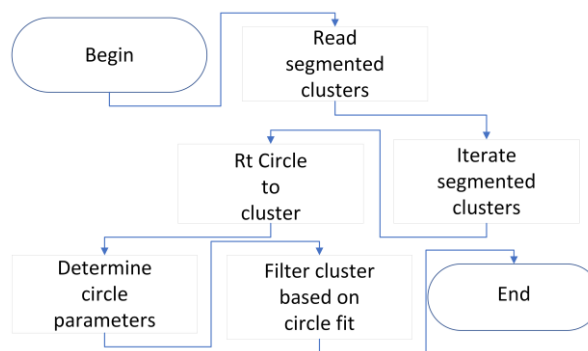 Begin
Read
segmented
clusters
Iterate
segmented
clusters
Rt Circle
to
cluster
Determine
circle
parameters
Filter cluster
based on
circle fit
End